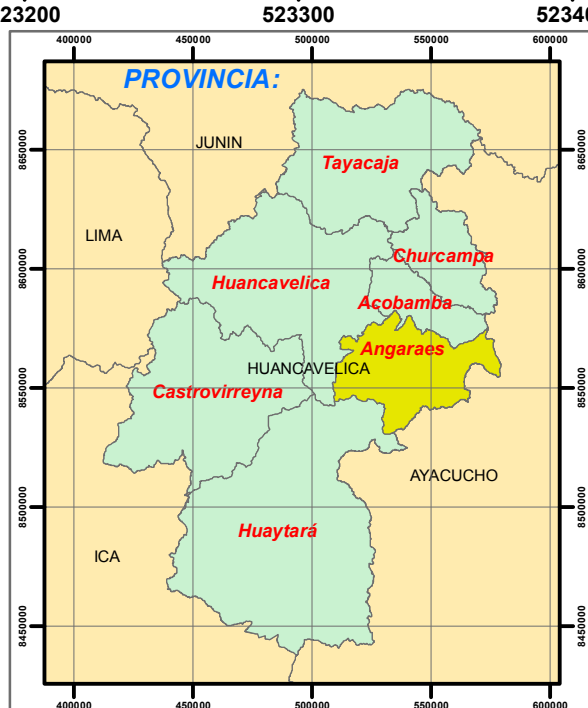 23200 523300 52340
400000 450000 500000 550000 600000
PROVINCIA:
JUNIN
8650000 8650000
Tayacaja
LIMA
Churcampa
8600000 8600000
Huancavelica
Acobamba
Angaraes
HUANCAVELICA
8550000 8550000
Castrovirreyna
AYACUCHO
8500000 8500000
Huaytará
ICA
8450000 8450000
400000 450000 500000 550000 600000